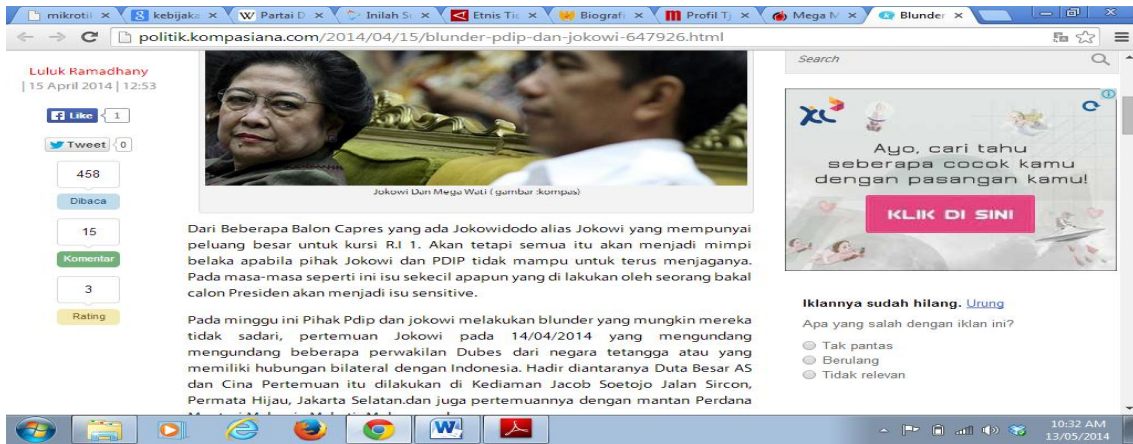 mikrotil
kebijaka
Partai D
Inilah Sc
Etnis Tio
Biografi
Profil Tj
Mega M
Blunder
politik.kompasiana.com/2014/04/15/blunder-pdip-dan-jokowi-647926.html
Luluk Ramadhany
| 15 April 2014 | 12:53
Like 1
Tweet 0
458
Dibaca
15
Komentar
3
Rating
Jokowi Dan Mega Wati ( gambar :kompas)
Dari Beberapa Balon Capres yang ada Jokowidodo alias Jokowi yang mempunyai
peluang besar untuk kursi R.I 1. Akan tetapi semua itu akan menjadi mimpi
belaka apabila pihak Jokowi dan PDIP tidak mampu untuk terus menjaganya.
Pada masa-masa seperti ini isu sekecil apapun yang di lakukan oleh seorang bakal
calon Presiden akan menjadi isu sensitive.
Pada minggu ini Pihak Pdip dan jokowi melakukan blunder yang mungkin mereka
tidak sadari, pertemuan Jokowi pada 14/04/2014 yang mengundang
mengundang beberapa perwakilan Dubes dari negara tetangga atau yang
memiliki hubungan bilateral dengan Indonesia. Hadir diantaranya Duta Besar AS
dan Cina Pertemuan itu dilakukan di Kediaman Jacob Soetojo Jalan Sircon,
Permata Hijau, Jakarta Selatan.dan juga pertemuannya dengan mantan Perdana
Search
XL
Ayo, cari tahu
seberapa cocok kamu
dengan pasangan kamu!
KLIK DI SINI
Iklannya sudah hilang. Urung
Apa yang salah dengan iklan ini?
Tak pantas
Berulang
Tidak relevan
10:32 AM
13/05/2014